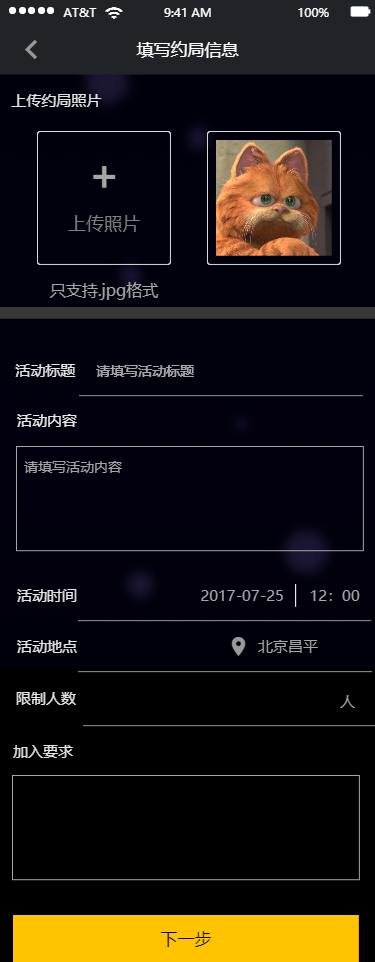 AT&T 9:41 AM 100%
填写约局信息
上传约局照片
+
上传照片
只支持.jpg格式
活动标题 请填写活动标题
活动内容
请填写活动内容
活动时间 2017-07-25 12：00
活动地点 北京昌平
限制人数 人
加入要求
下一步